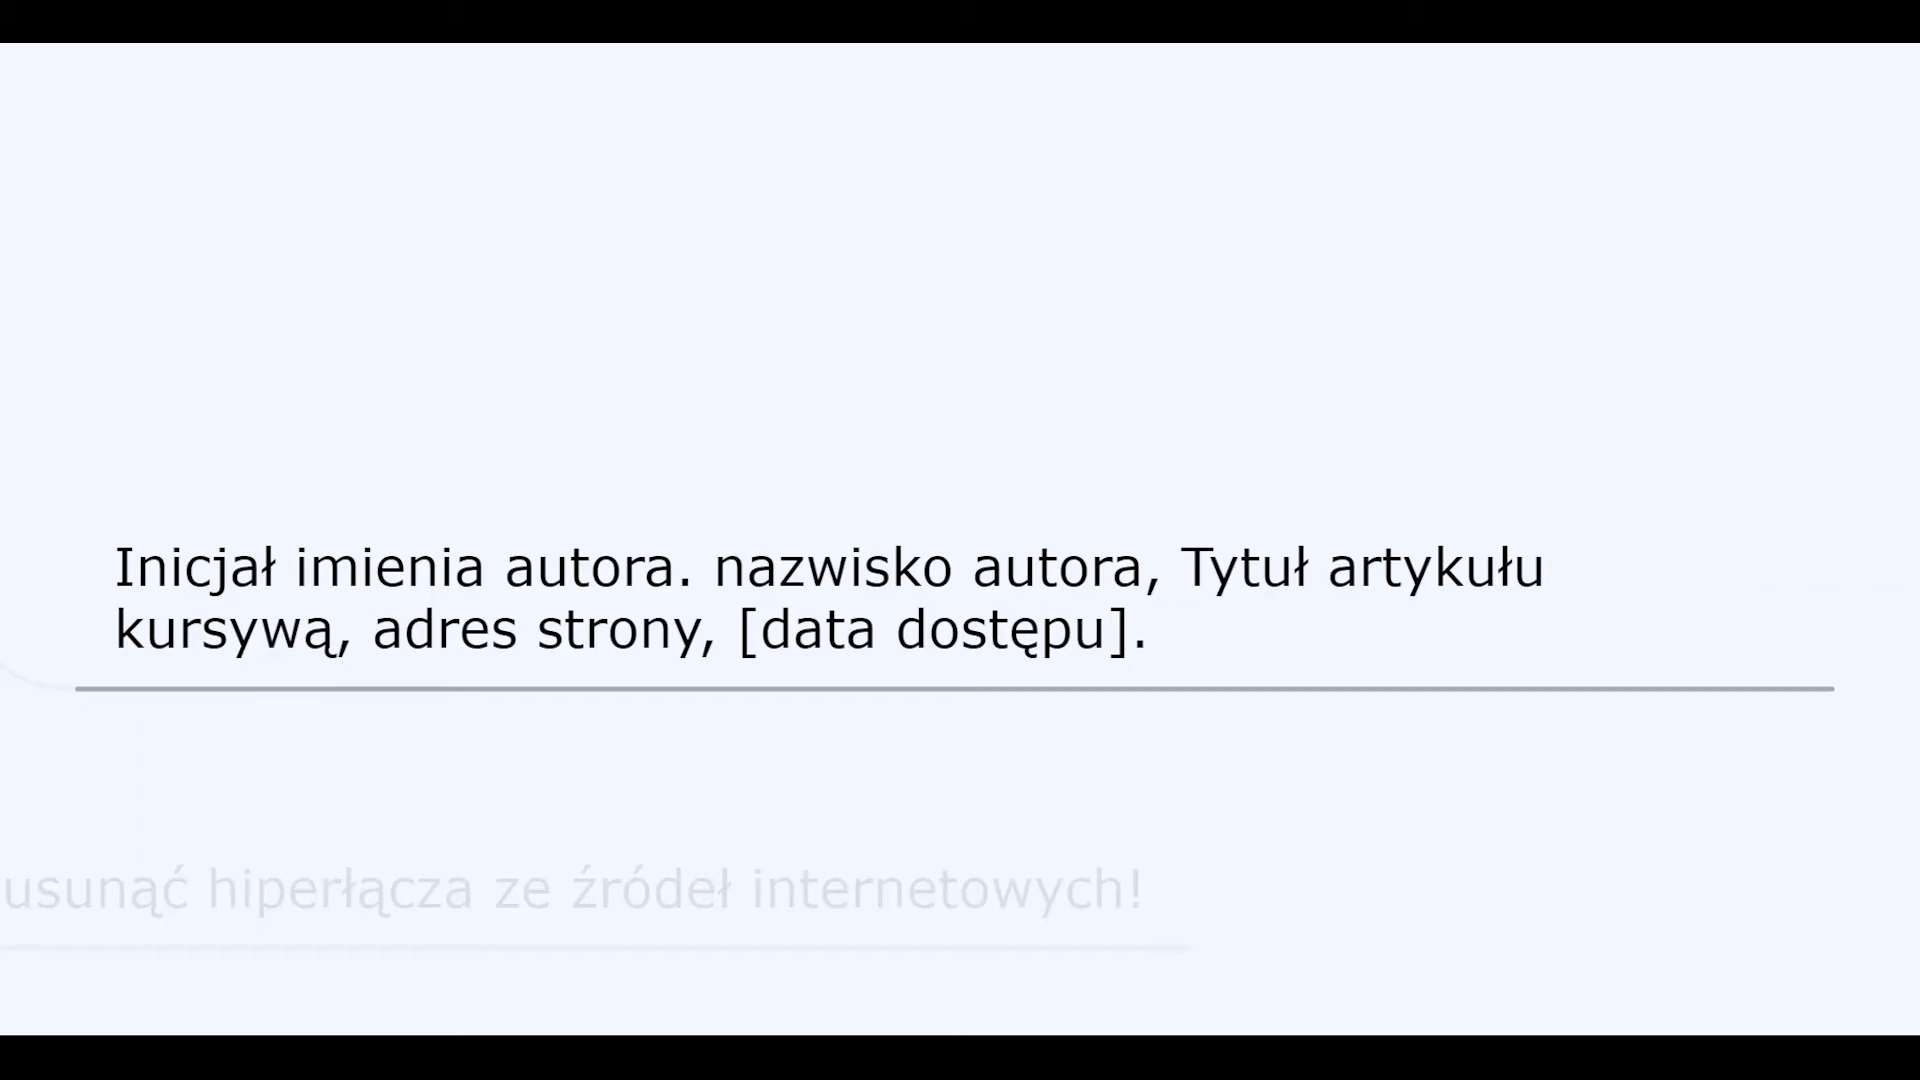 Inicjał imienia autora. nazwisko autora, Tytuł artykułu
kursywą, adres strony, [data dostępu].
usunąć hiperłącza ze źródeł internetowych!